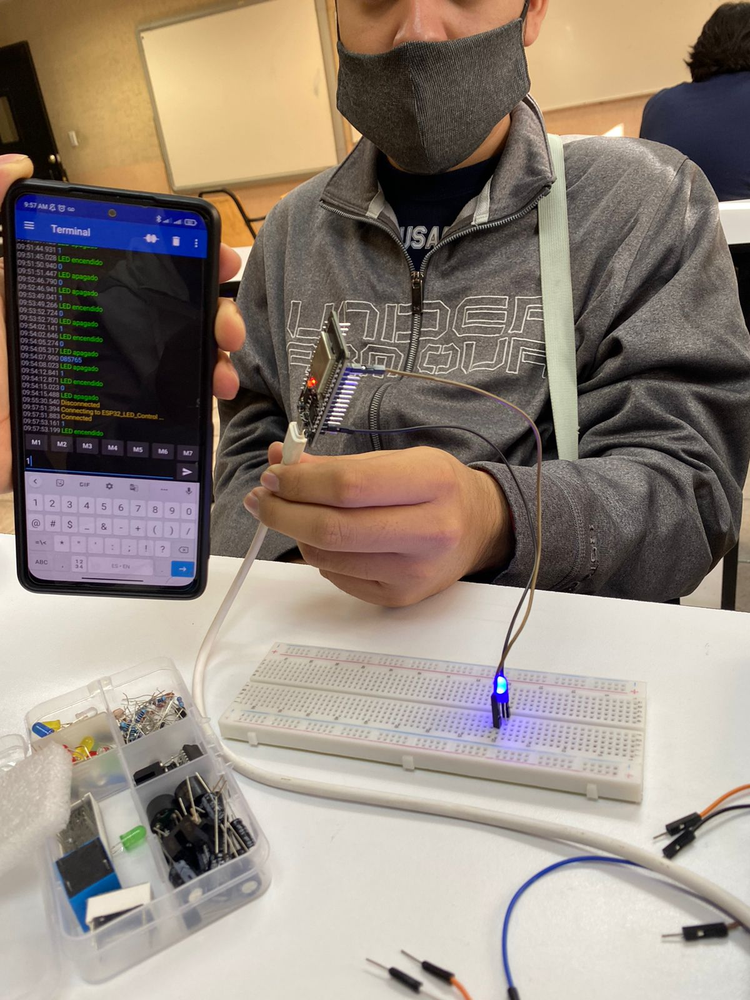 9:57 AM
Terminal
09:51:44.931 1
09:51:45.028 LED encendido
09:51:50.940 0
09:51:51.447 LED apagado
09:52:46.790 0
09:52:46.941 LED apagado
09:53:49.041 1
09:53:49.266 LED encendido
09:53:52.724 0
09:53:52.750 LED apagado
09:54:02.141 1
09:54:02.646 LED encendido
09:54:05.274 0
09:54:05.317 LED apagado
09:54:07.990 085765
09:54:08.023 LED apagado
09:54:12.841 1
09:54:12.871 LED encendido
09:54:15.023 0
09:54:15.488 LED apagado
09:55:30.540 Disconnected
09:57:51.394 Connecting to ESP32_LED_Control ...
09:57:51.883 Connected
09:57:53.161 1
09:57:53.199 LED encendido
M1 M2 M3 M4 M5 M6 M7
1
GIF
1 2 3 4 5 6 7 8 9 0
@ # $ _ & - + ( ) /
=\< * " ' : ; ! ?
ABC , 12 34 ES • EN .
USA
UNDER
ARMOUR